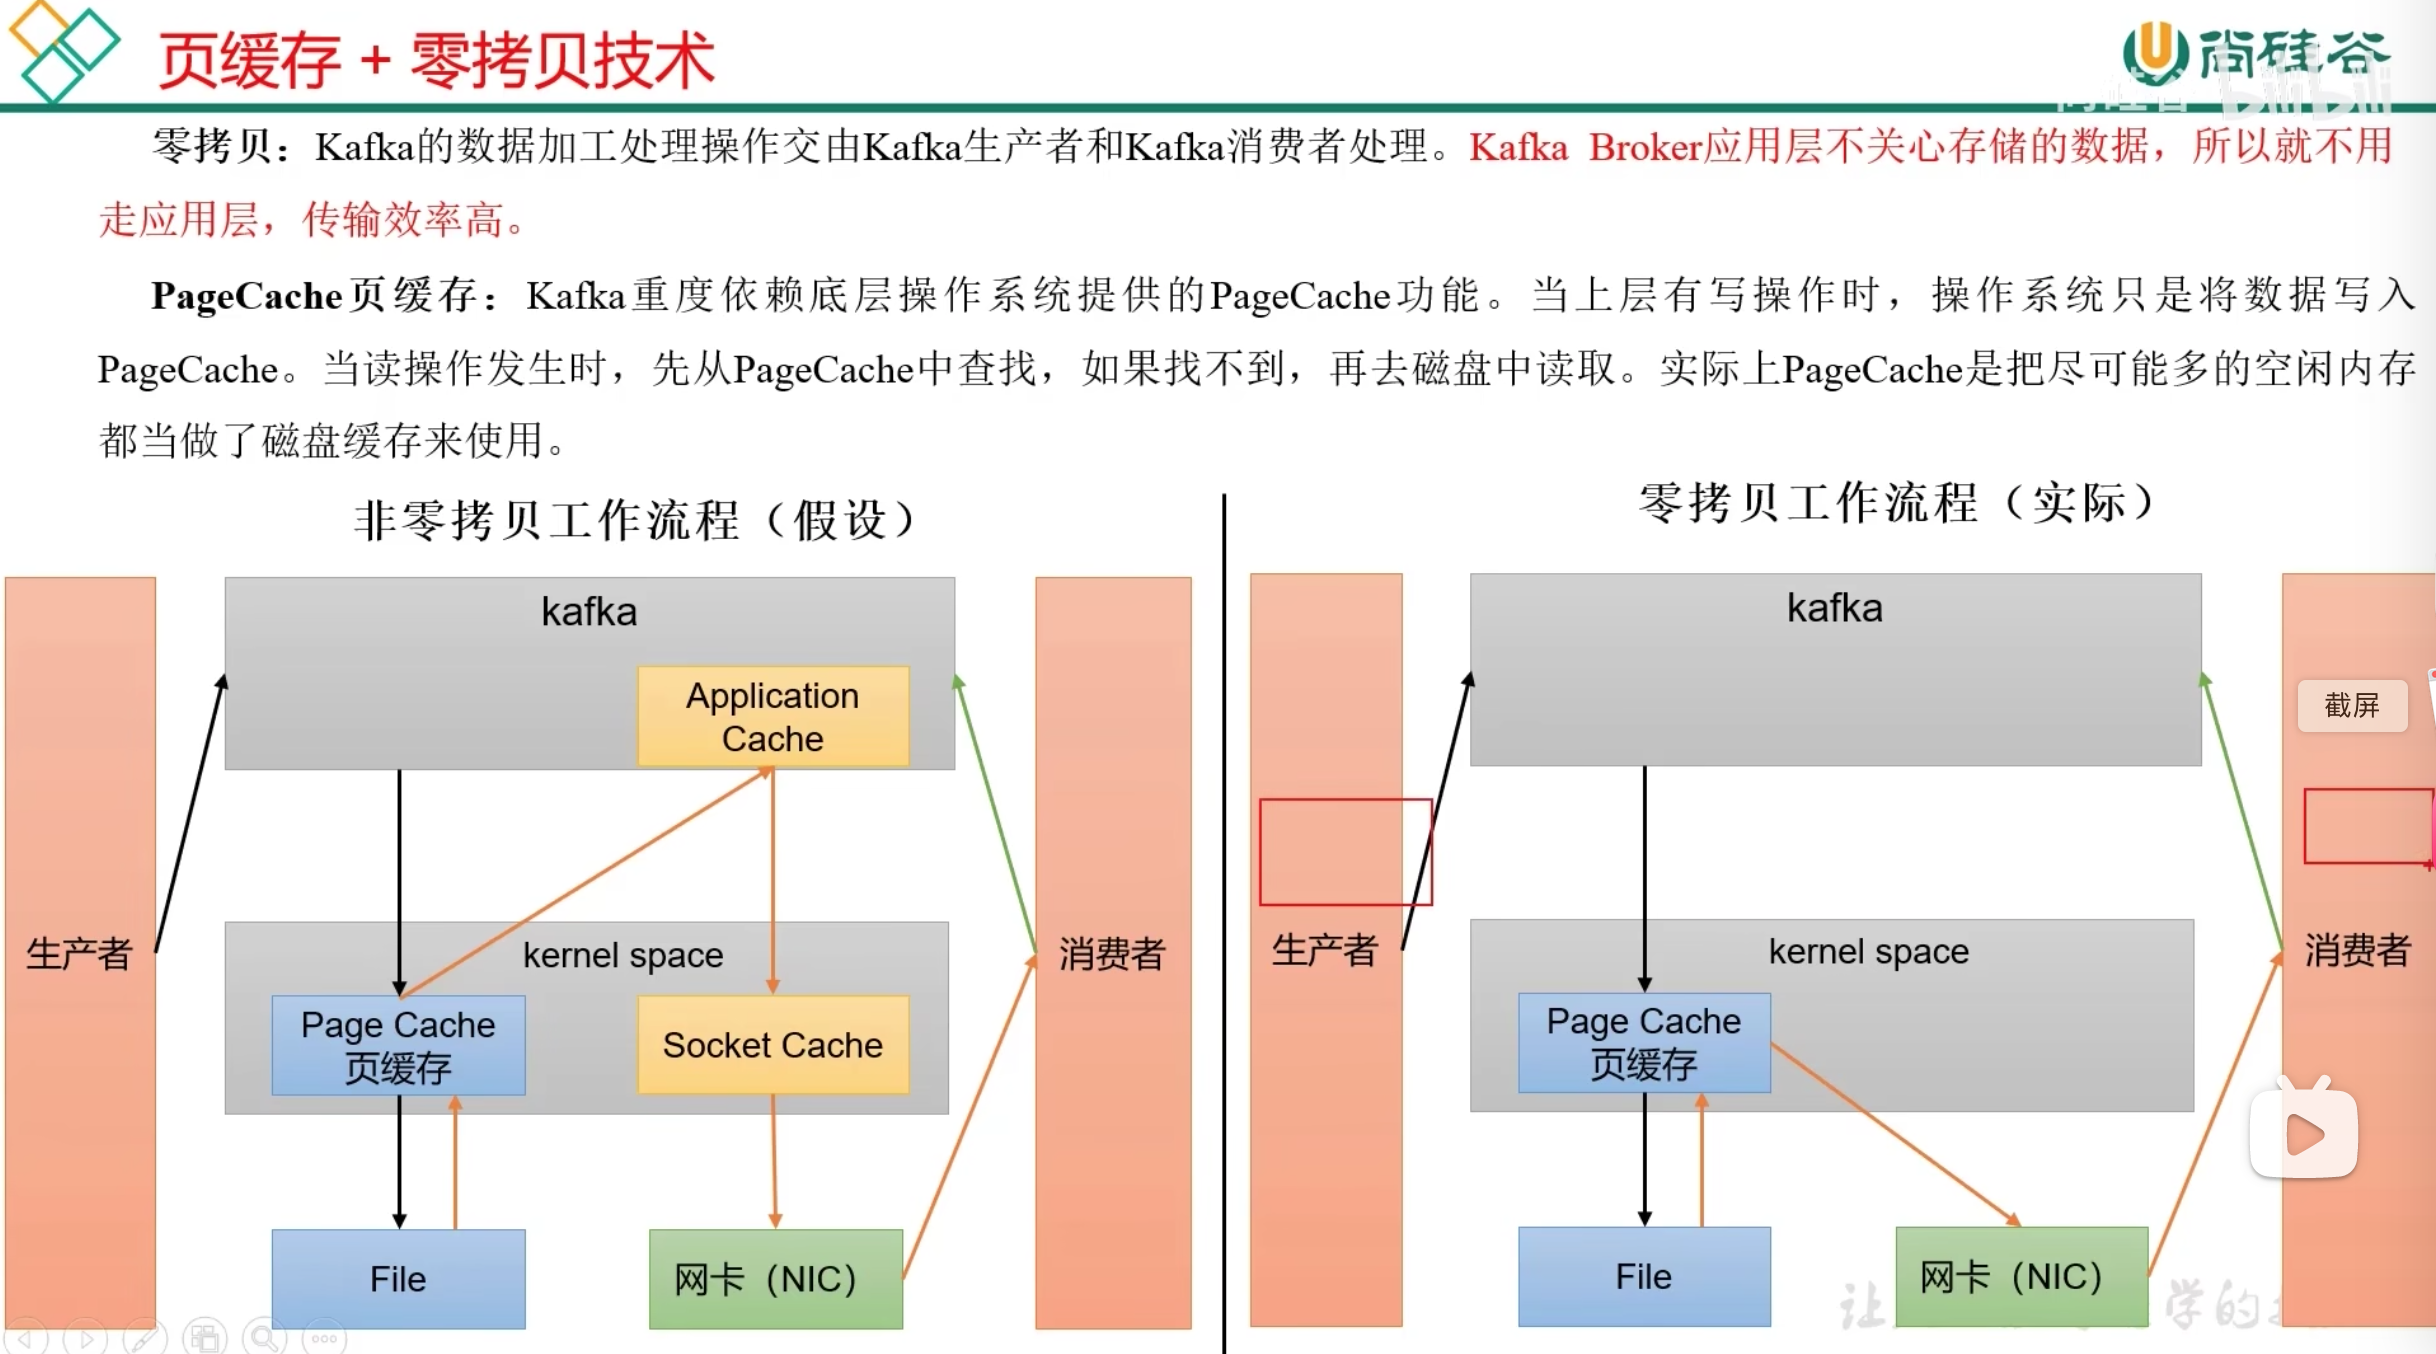 页缓存 + 零拷贝技术
尚硅谷
bilibili
零拷贝：Kafka的数据加工处理操作交由Kafka生产者和Kafka消费者处理。Kafka Broker应用层不关心存储的数据，所以就不用
走应用层，传输效率高。
PageCache页缓存：Kafka重度依赖底层操作系统提供的PageCache功能。当上层有写操作时，操作系统只是将数据写入
PageCache。当读操作发生时，先从PageCache中查找，如果找不到，再去磁盘中读取。实际上PageCache是把尽可能多的空闲内存
都当做了磁盘缓存来使用。
非零拷贝工作流程（假设）
kafka
Application
Cache
生产者
kernel space
消费者
Page Cache
页缓存
Socket Cache
File
网卡（NIC）
零拷贝工作流程（实际）
kafka
截屏
生产者
kernel space
消费者
Page Cache
页缓存
File
网卡（NIC）
让
学的